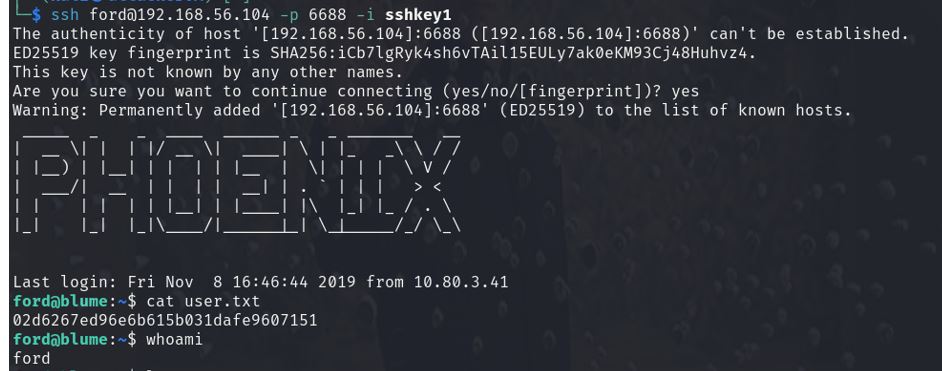 └─$ ssh ford@192.168.56.104 -p 6688 -i sshkey1
The authenticity of host '[192.168.56.104]:6688 ([192.168.56.104]:6688)' can't be established.
ED25519 key fingerprint is SHA256:iCb7lgRyk4sh6vTAil15EULy7ak0eKM93Cj48Huhvz4.
This key is not known by any other names.
Are you sure you want to continue connecting (yes/no/[fingerprint])? yes
Warning: Permanently added '[192.168.56.104]:6688' (ED25519) to the list of known hosts.
PHOENIX
Last login: Fri Nov  8 16:46:44 2019 from 10.80.3.41
ford@blume:~$ cat user.txt
02d6267ed96e6b615b031dafe9607151
ford@blume:~$ whoami
ford